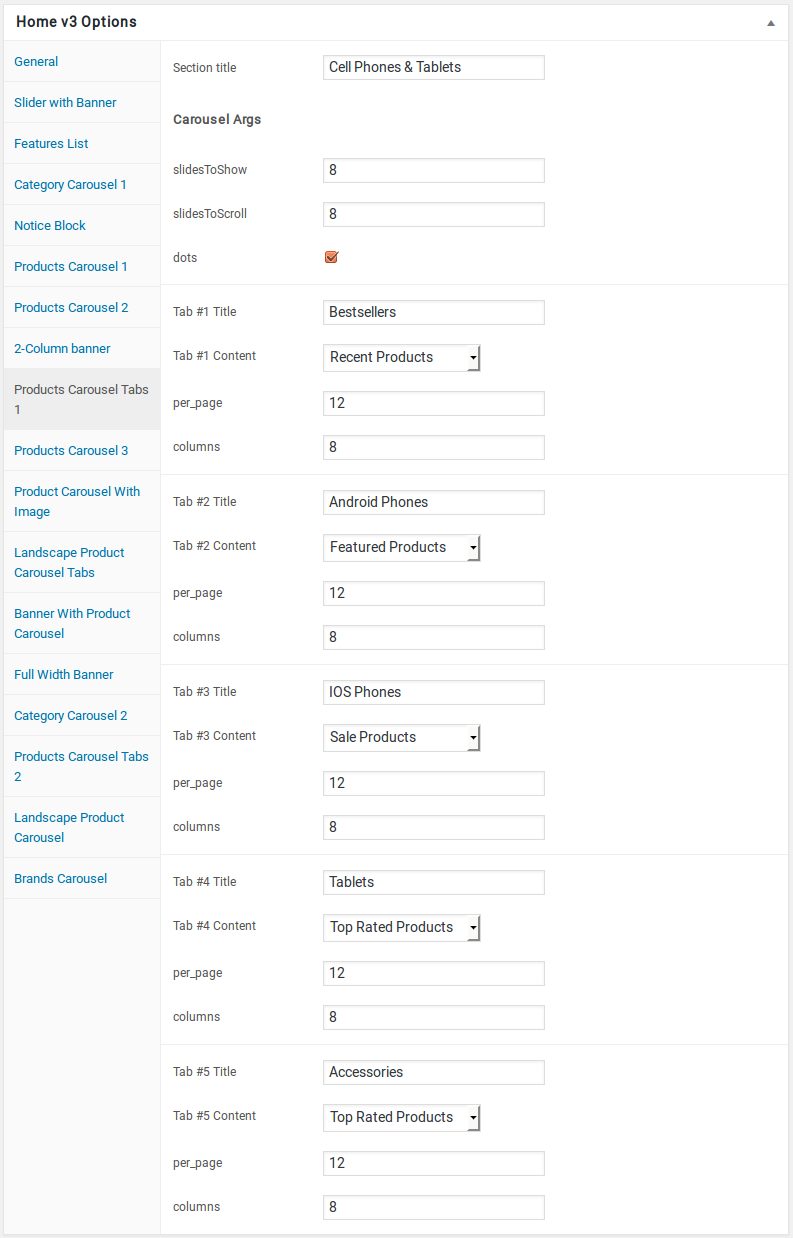 Home v3 Options
General
Slider with Banner
Features List
Category Carousel 1
Notice Block
Products Carousel 1
Products Carousel 2
2-Column banner
Products Carousel Tabs
1
Products Carousel 3
Product Carousel With
Image
Landscape Product
Carousel Tabs
Banner With Product
Carousel
Full Width Banner
Category Carousel 2
Products Carousel Tabs
2
Landscape Product
Carousel
Brands Carousel
Section title Cell Phones & Tablets
Carousel Args
slidesToShow 8
slidesToScroll 8
dots
Tab #1 Title Bestsellers
Tab #1 Content Recent Products
per_page 12
columns 8
Tab #2 Title Android Phones
Tab #2 Content Featured Products
per_page 12
columns 8
Tab #3 Title IOS Phones
Tab #3 Content Sale Products
per_page 12
columns 8
Tab #4 Title Tablets
Tab #4 Content Top Rated Products
per_page 12
columns 8
Tab #5 Title Accessories
Tab #5 Content Top Rated Products
per_page 12
columns 8